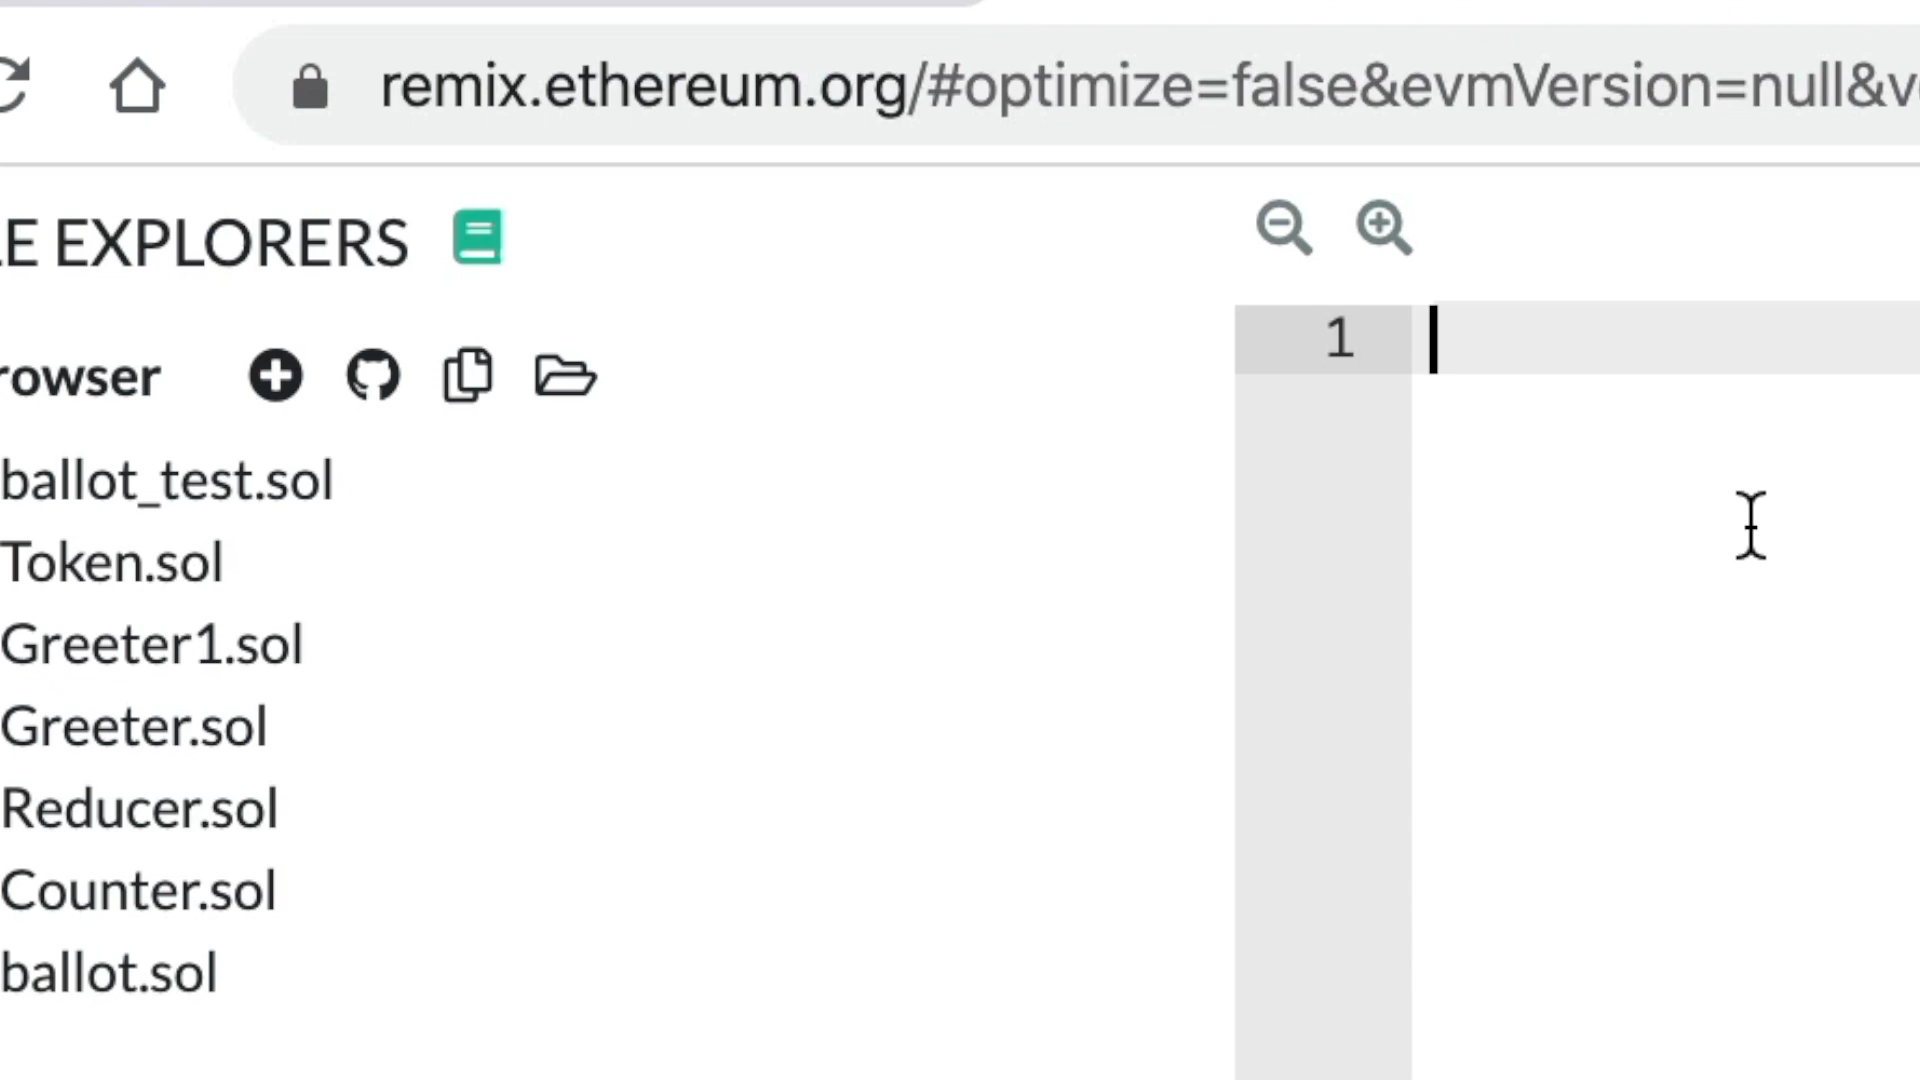 remix.ethereum.org/#optimize=false&evmVersion=null&v
LE EXPLORERS
rowser
1
ballot_test.sol
Token.sol
Greeter1.sol
Greeter.sol
Reducer.sol
Counter.sol
ballot.sol